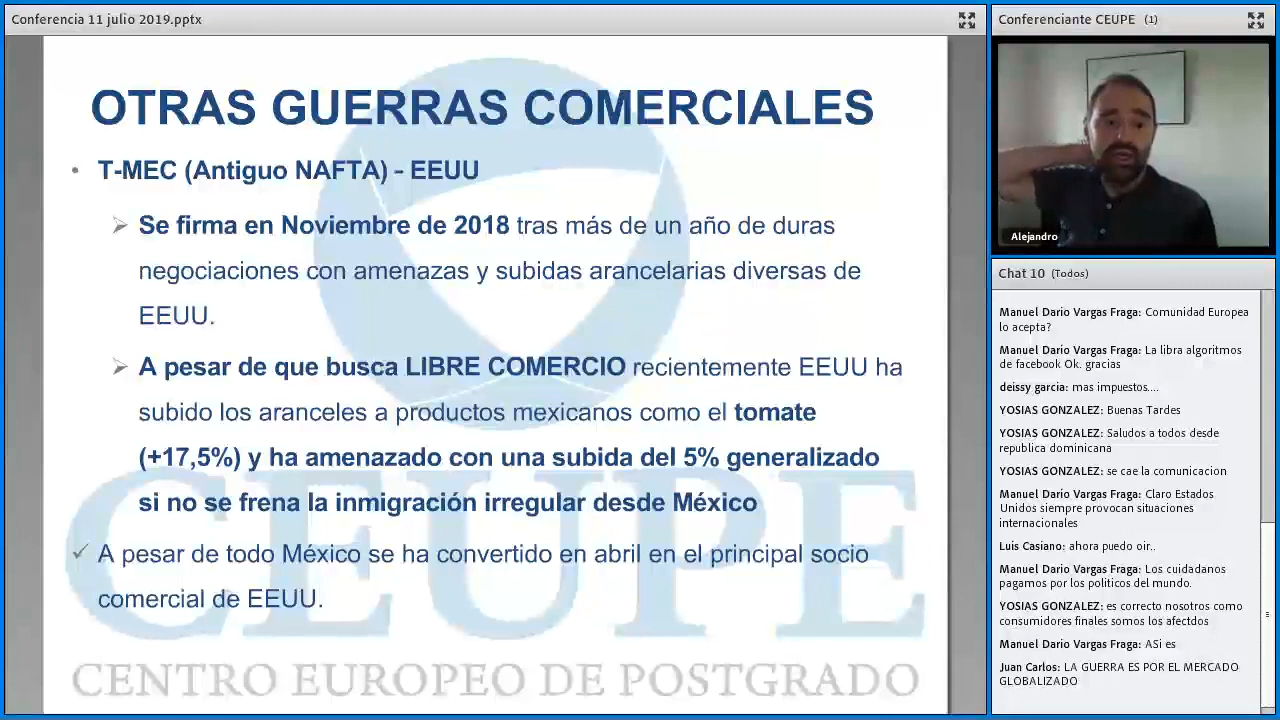 Conferencia 11 julio 2019.pptx
OTRAS GUERRAS COMERCIALES
• T-MEC (Antiguo NAFTA) - EEUU
Se firma en Noviembre de 2018 tras más de un año de duras
negociaciones con amenazas y subidas arancelarias diversas de
EEUU.
A pesar de que busca LIBRE COMERCIO recientemente EEUU ha
subido los aranceles a productos mexicanos como el tomate
(+17,5%) y ha amenazado con una subida del 5% generalizado
si no se frena la inmigración irregular desde México
✓ A pesar de todo México se ha convertido en abril en el principal socio
comercial de EEUU.
CEUPE
CENTRO EUROPEO DE POSTGRADO
Conferenciante CEUPE (1)
Alejandro
Chat 10 (Todos)
Manuel Dario Vargas Fraga: Comunidad Europea
lo acepta?
Manuel Dario Vargas Fraga: La libra algoritmos
de facebook Ok. gracias
deissy garcia: mas impuestos....
YOSIAS GONZALEZ: Buenas Tardes
YOSIAS GONZALEZ: Saludos a todos desde
republica dominicana
YOSIAS GONZALEZ: se cae la comunicacion
Manuel Dario Vargas Fraga: Claro Estados
Unidos siempre provocan situaciones
internacionales
Luis Casiano: ahora puedo oir..
Manuel Dario Vargas Fraga: Los cuidadanos
pagamos por los politicos del mundo.
YOSIAS GONZALEZ: es correcto nosotros como
consumidores finales somos los afectdos
Manuel Dario Vargas Fraga: ASi es
Juan Carlos: LA GUERRA ES POR EL MERCADO
GLOBALIZADO